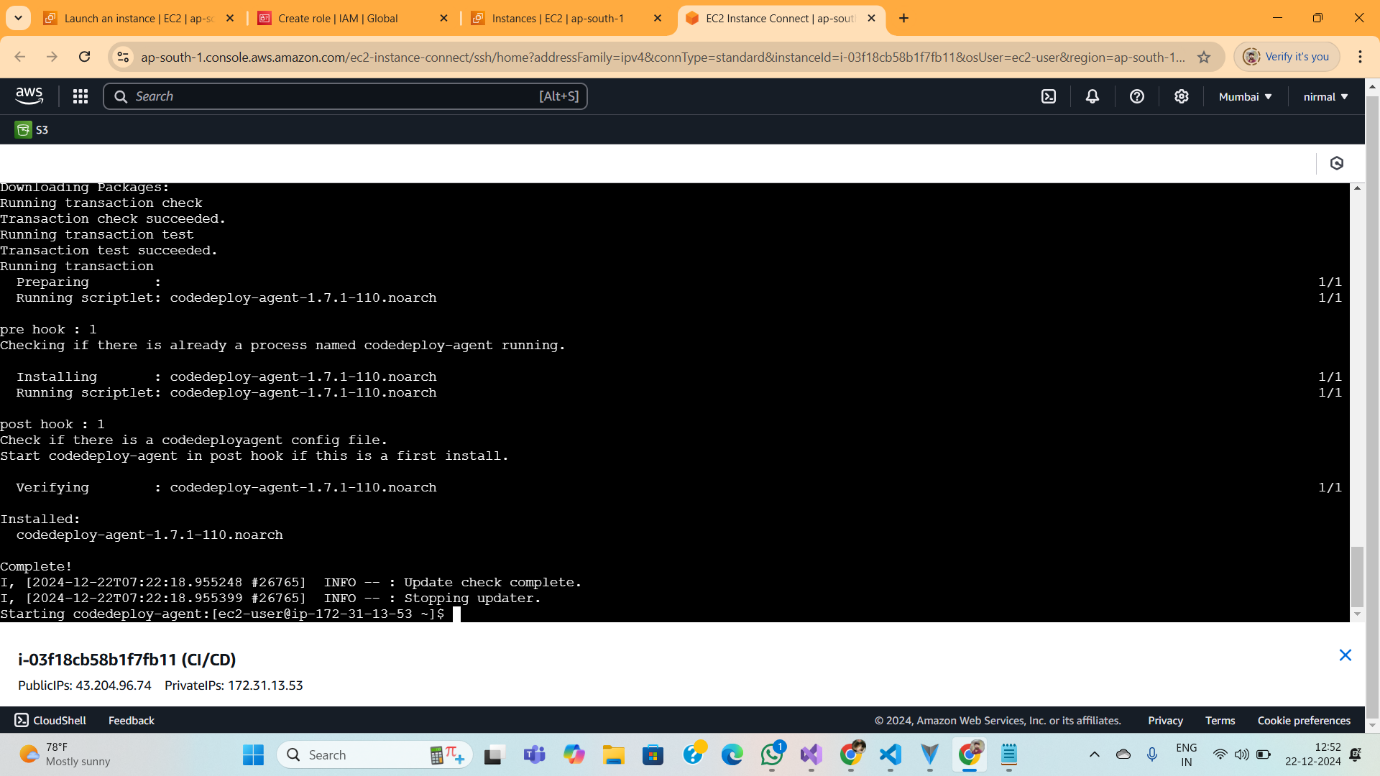 Launch an instance | EC2 | ap-so
Create role | IAM | Global
Instances | EC2 | ap-south-1
EC2 Instance Connect | ap-south
ap-south-1.console.aws.amazon.com/ec2-instance-connect/ssh/home?addressFamily=ipv4&connType=standard&instanceId=i-03f18cb58b1f7fb11&osUser=ec2-user&region=ap-south-1...
Verify it's you
aws
Search
[Alt+S]
Mumbai
nirmal
S3
Downloading Packages:
Running transaction check
Transaction check succeeded.
Running transaction test
Transaction test succeeded.
Running transaction
Preparing : 1/1
Running scriptlet: codedeploy-agent-1.7.1-110.noarch 1/1
pre hook : 1
Checking if there is already a process named codedeploy-agent running.
Installing : codedeploy-agent-1.7.1-110.noarch 1/1
Running scriptlet: codedeploy-agent-1.7.1-110.noarch 1/1
post hook : 1
Check if there is a codedeployagent config file.
Start codedeploy-agent in post hook if this is a first install.
Verifying : codedeploy-agent-1.7.1-110.noarch 1/1
Installed:
codedeploy-agent-1.7.1-110.noarch
Complete!
I, [2024-12-22T07:22:18.955248 #26765]  INFO -- : Update check complete.
I, [2024-12-22T07:22:18.955399 #26765]  INFO -- : Stopping updater.
Starting codedeploy-agent:[ec2-user@ip-172-31-13-53 ~]$
i-03f18cb58b1f7fb11 (CI/CD)
PublicIPs: 43.204.96.74 PrivateIPs: 172.31.13.53
CloudShell Feedback © 2024, Amazon Web Services, Inc. or its affiliates. Privacy Terms Cookie preferences
78°F
Mostly sunny
Search
1
ENG
IN
12:52
22-12-2024